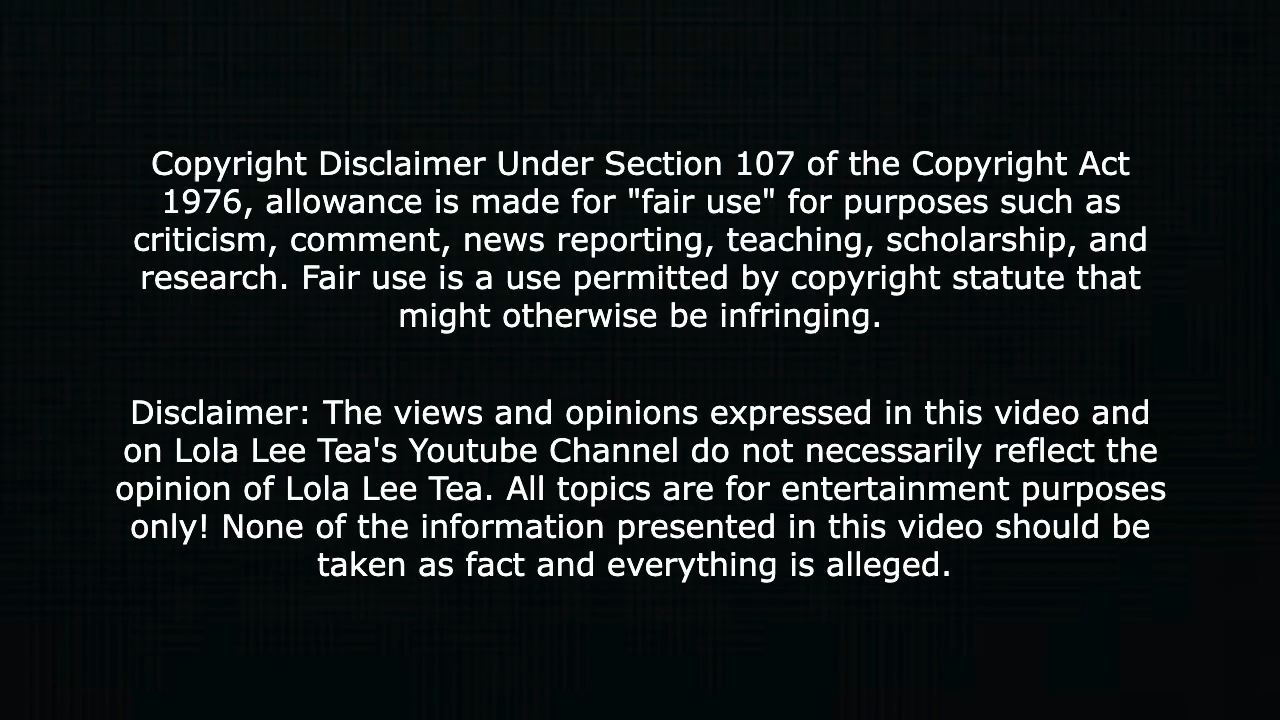 Copyright Disclaimer Under Section 107 of the Copyright Act
1976, allowance is made for "fair use" for purposes such as
criticism, comment, news reporting, teaching, scholarship, and
research. Fair use is a use permitted by copyright statute that
might otherwise be infringing.
Disclaimer: The views and opinions expressed in this video and
on Lola Lee Tea's Youtube Channel do not necessarily reflect the
opinion of Lola Lee Tea. All topics are for entertainment purposes
only! None of the information presented in this video should be
taken as fact and everything is alleged.